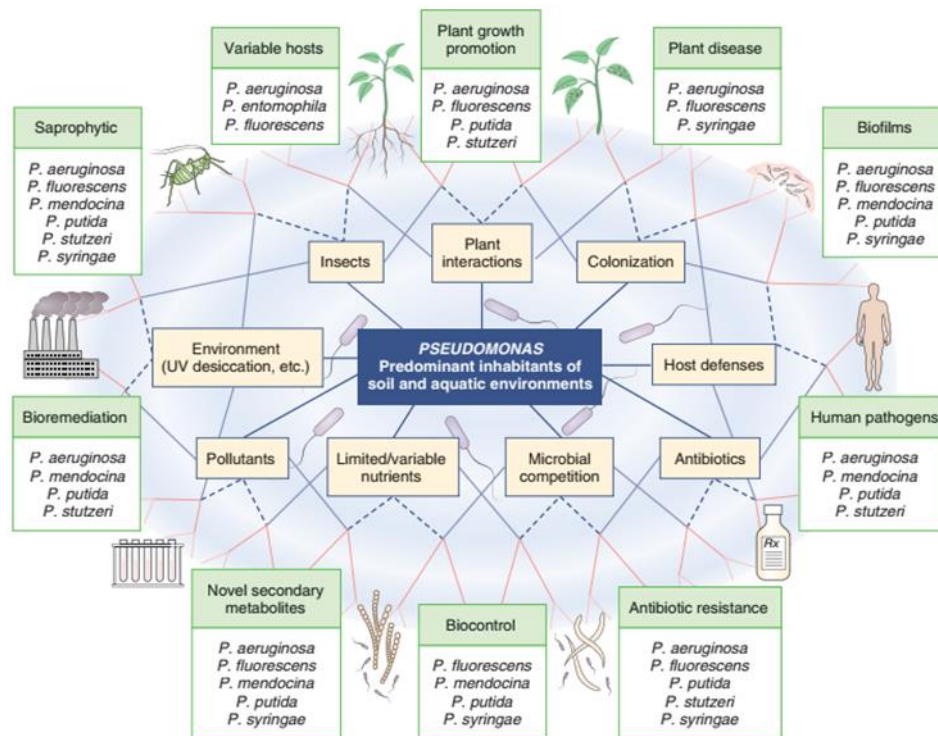 Variable hosts
P. aeruginosa
P. entomophila
P. fluorescens
Plant growth
promotion
P. aeruginosa
P. fluorescens
P. putida
P. stutzeri
Plant disease
P. aeruginosa
P. fluorescens
P. syringae
Saprophytic
P. aeruginosa
P. fluorescens
P. mendocina
P. putida
P. stutzeri
P. syringae
Biofilms
P. aeruginosa
P. fluorescens
P. mendocina
P. putida
P. syringae
Insects
Plant
interactions
Colonization
Environment
(UV desiccation, etc.)
PSEUDOMONAS
Predominant inhabitants of
soil and aquatic environments
Host defenses
Pollutants
Limited/variable
nutrients
Microbial
competition
Antibiotics
Bioremediation
P. aeruginosa
P. mendocina
P. putida
P. stutzeri
Human pathogens
P. aeruginosa
P. mendocina
P. putida
P. stutzeri
Rx
Novel secondary
metabolites
P. aeruginosa
P. fluorescens
P. mendocina
P. putida
P. syringae
Biocontrol
P. fluorescens
P. mendocina
P. putida
P. syringae
Antibiotic resistance
P. aeruginosa
P. fluorescens
P. putida
P. stutzeri
P. syringae